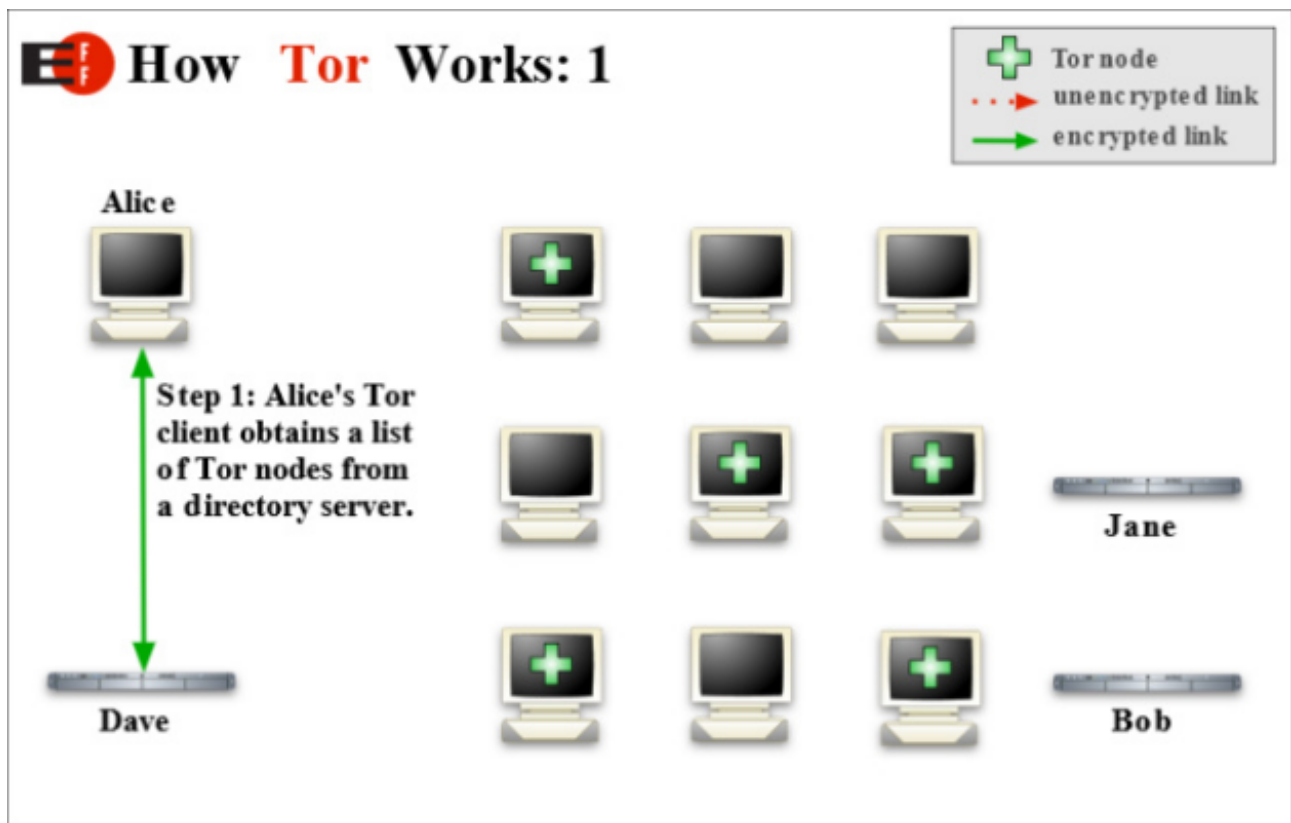 EFF How Tor Works: 1
Tor node
unencrypted link
encrypted link
Alice
Step 1: Alice's Tor
client obtains a list
of Tor nodes from
a directory server.
Jane
Dave
Bob